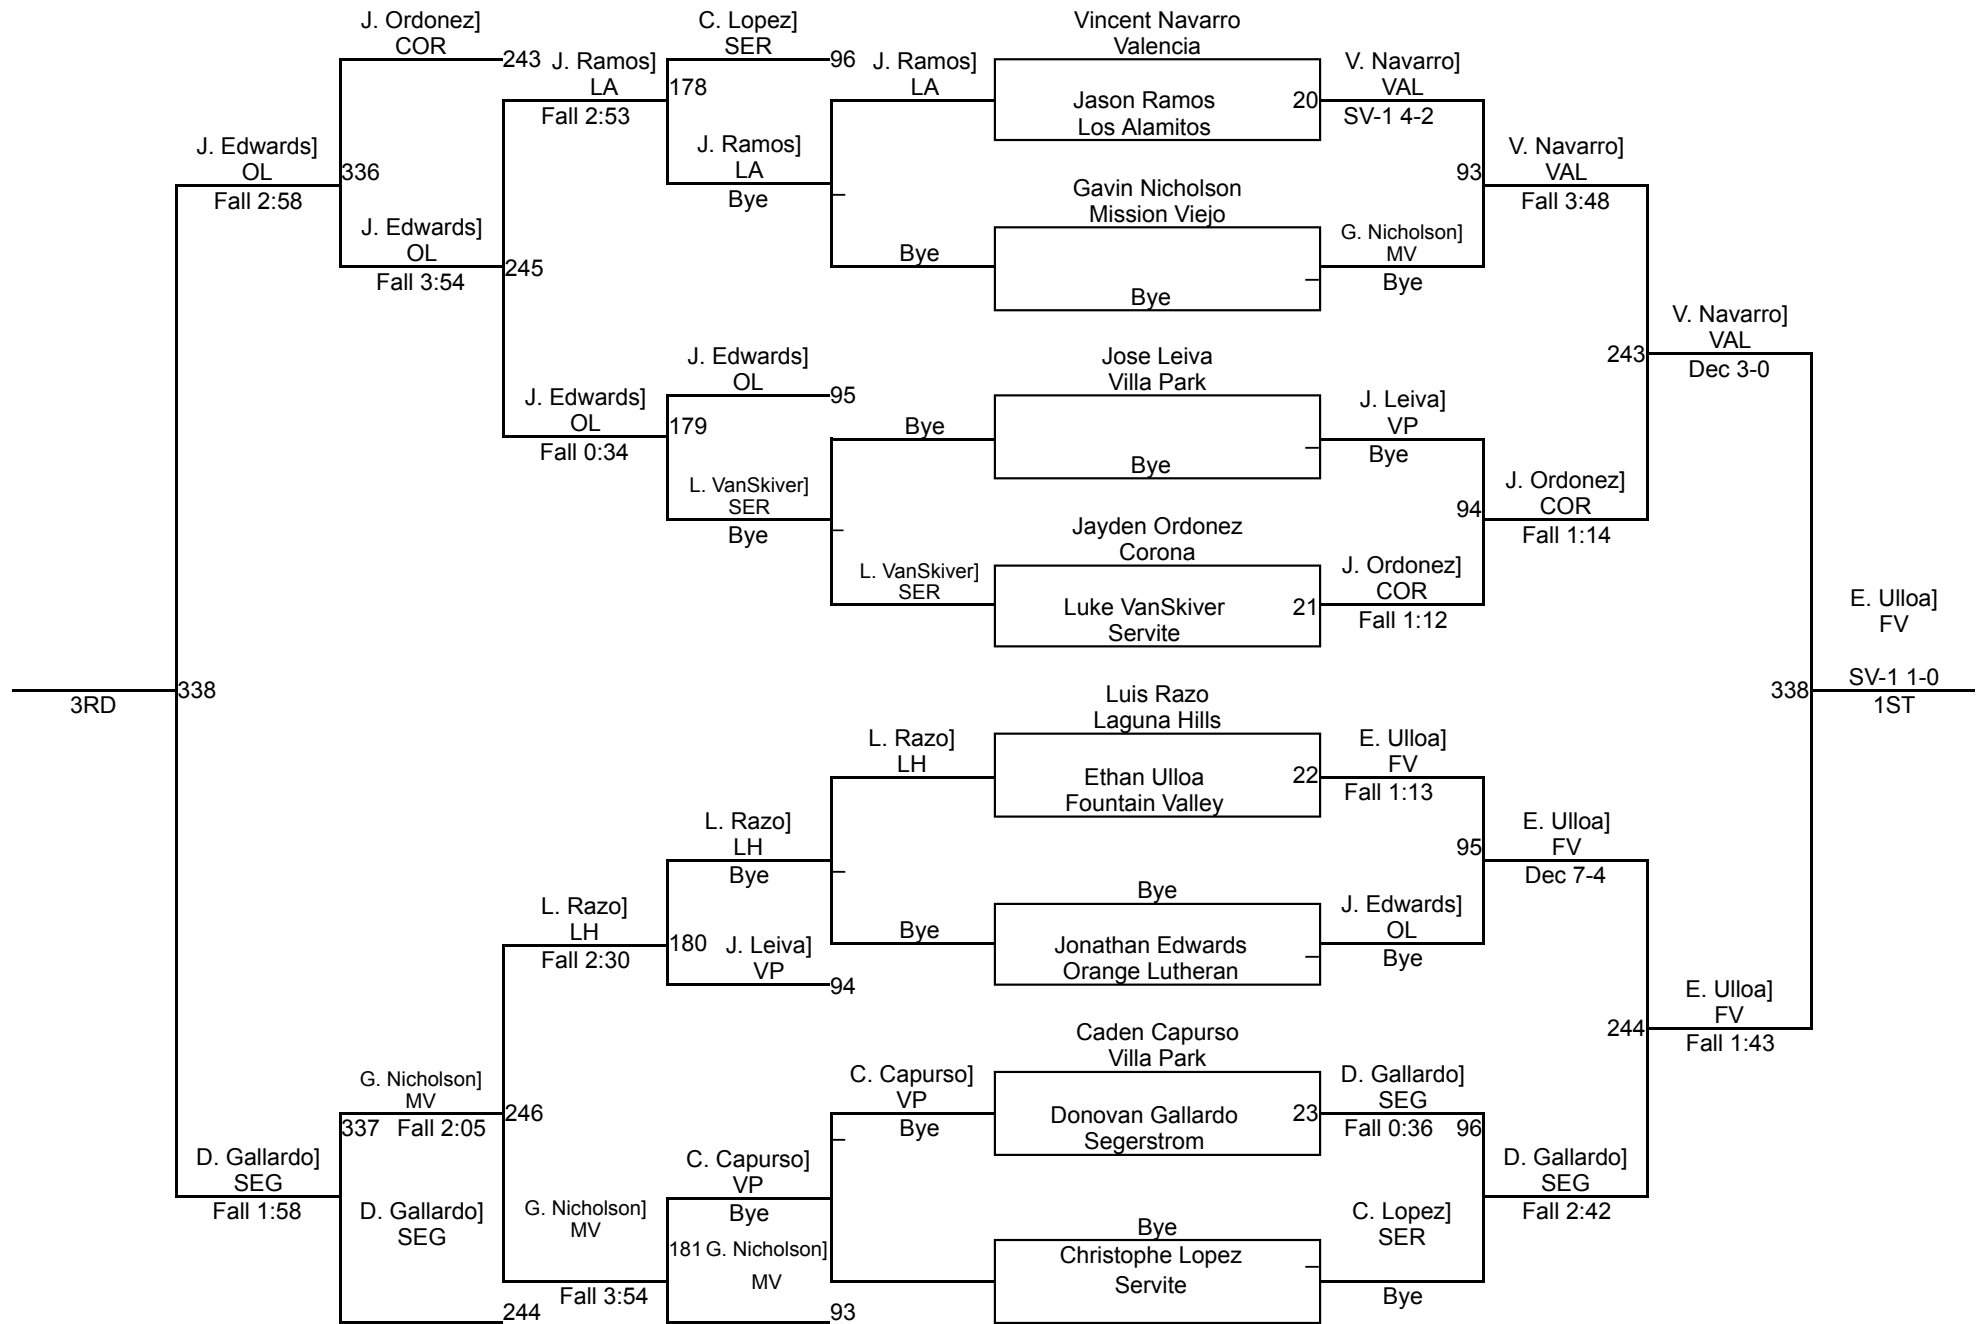 J. Ordonez]
COR
243
J. Edwards]
OL
336
Fall 2:58
J. Edwards]
OL
Fall 3:54
J. Ramos]
LA
178
Fall 2:53
245
C. Lopez]
SER
96
J. Ramos]
LA
Bye
J. Ramos]
LA
Bye
J. Edwards]
OL
95
J. Edwards]
OL
179
Fall 0:34
L. VanSkiver]
SER
Bye
Bye
L. VanSkiver]
SER
338
3RD
L. Razo]
LH
L. Razo]
LH
Bye
Bye
L. Razo]
LH
180
Fall 2:30
J. Leiva]
VP
94
G. Nicholson]
MV
337
Fall 2:05
246
D. Gallardo]
SEG
Fall 1:58
D. Gallardo]
SEG
244
C. Capurso]
VP
Bye
C. Capurso]
VP
Bye
G. Nicholson]
MV
Fall 3:54
181
G. Nicholson]
MV
93
Vincent Navarro
Valencia
Jason Ramos
20
Los Alamitos
Gavin Nicholson
Mission Viejo
Bye
Jose Leiva
Villa Park
Bye
Jayden Ordonez
Corona
Luke VanSkiver
21
Servite
Luis Razo
Laguna Hills
Ethan Ulloa
22
Fountain Valley
Bye
Jonathan Edwards
Orange Lutheran
Caden Capurso
Villa Park
Donovan Gallardo
23
Segerstrom
Bye
Christophe Lopez
Servite
V. Navarro]
VAL
SV-1 4-2
93
G. Nicholson]
MV
Bye
V. Navarro]
VAL
Fall 3:48
J. Leiva]
VP
Bye
94
J. Ordonez]
COR
Fall 1:12
J. Ordonez]
COR
Fall 1:14
243
V. Navarro]
VAL
Dec 3-0
E. Ulloa]
FV
Fall 1:13
95
J. Edwards]
OL
Bye
E. Ulloa]
FV
Dec 7-4
D. Gallardo]
SEG
Fall 0:36
96
C. Lopez]
SER
Bye
D. Gallardo]
SEG
Fall 2:42
244
E. Ulloa]
FV
Fall 1:43
338
E. Ulloa]
FV
SV-1 1-0
1ST